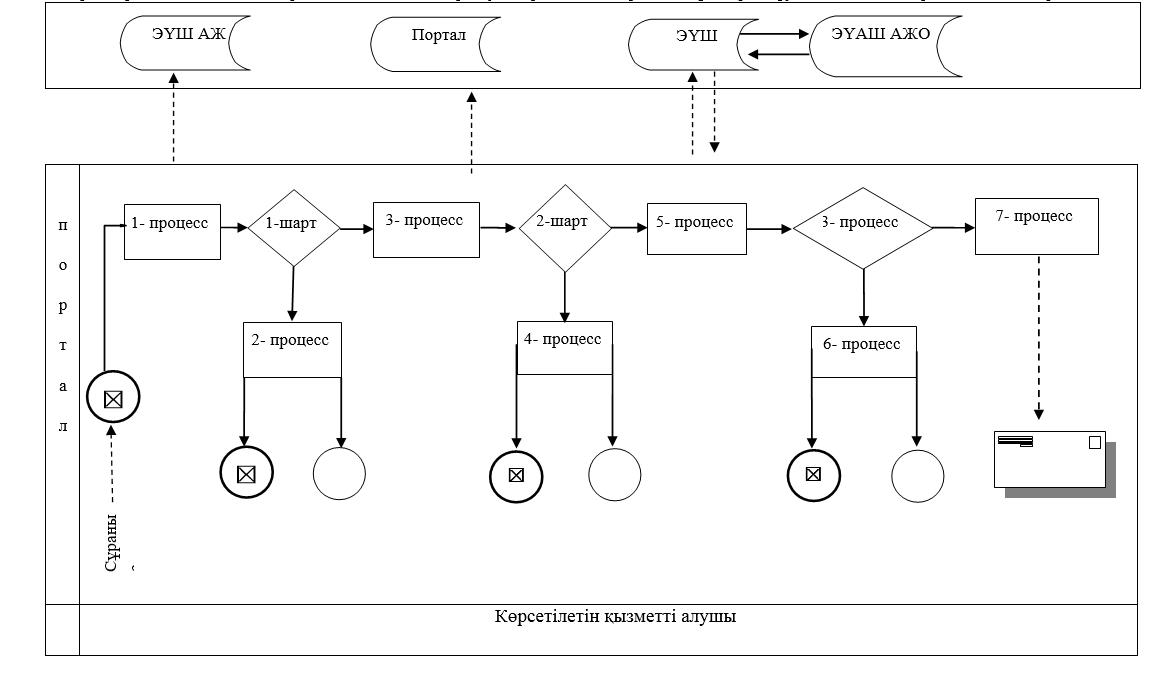 ЭҮШ АЖ
Портал
ЭҮШ
ЭҮАШ АЖО
портал
1- процесс
1-шарт
3- процесс
2-шарт
5- процесс
3- процесс
7- процесс
2- процесс
4- процесс
6- процесс
Сұраны
Көрсетілетін қызметті алушы